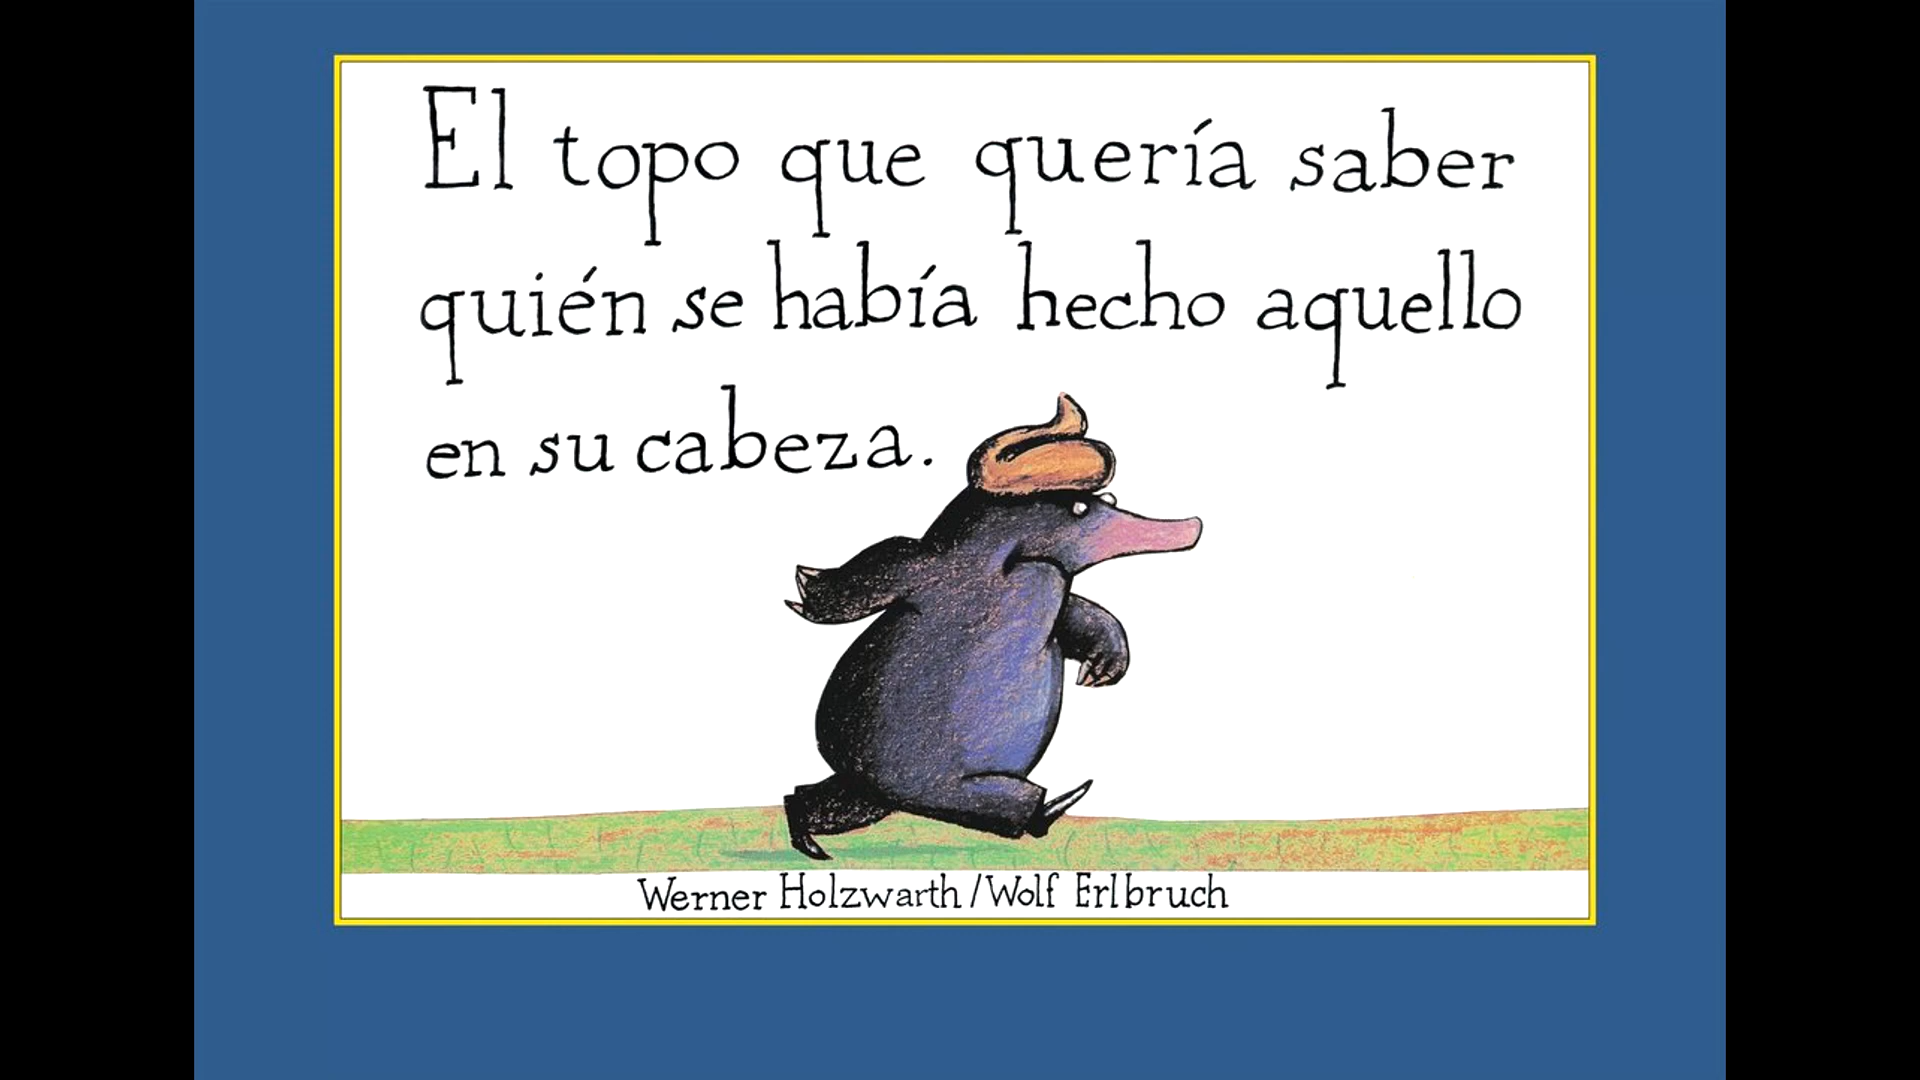 El topo que quería saber
quién se había hecho aquello
en su cabeza.
Werner Holzwarth/Wolf Erlbruch